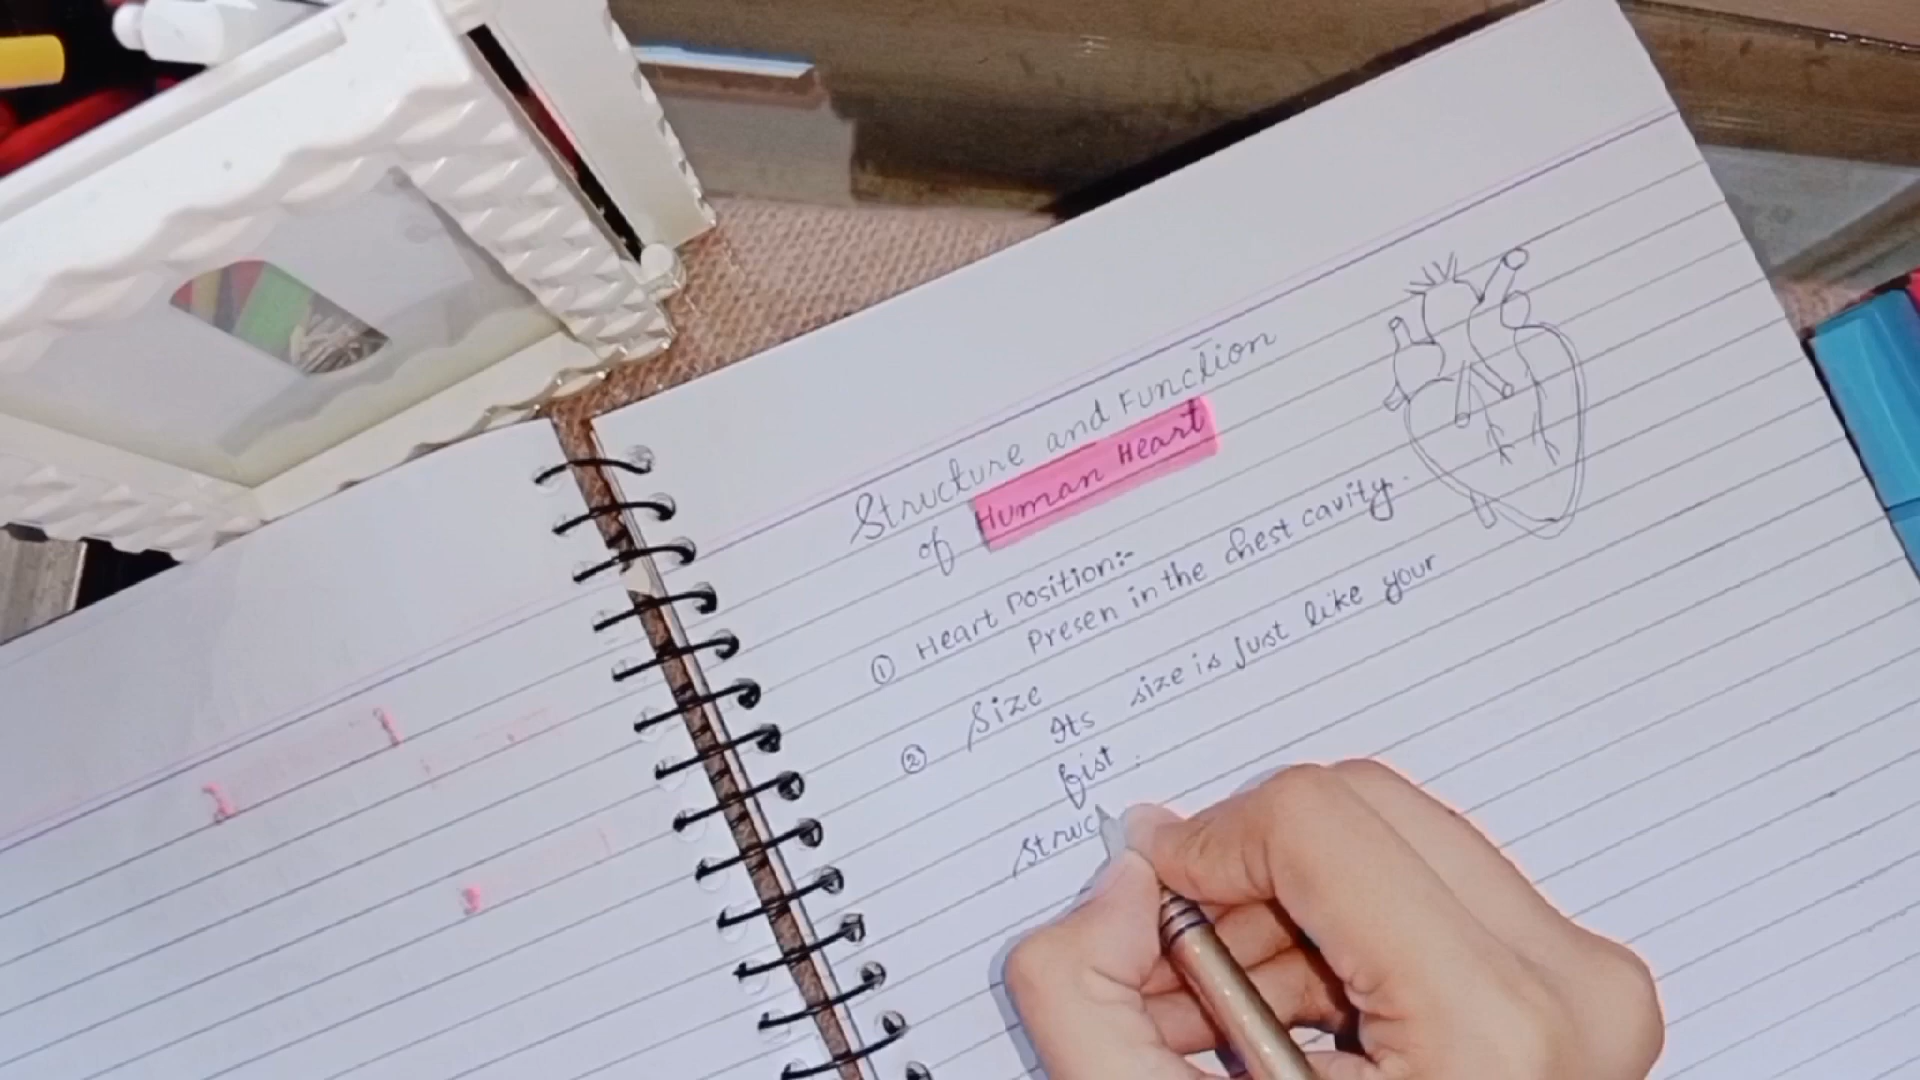 Structure and Function
of Human Heart
① Heart Position:-
Presen in the chest cavity.
② Size
Its size is just like your
fist.
Struc